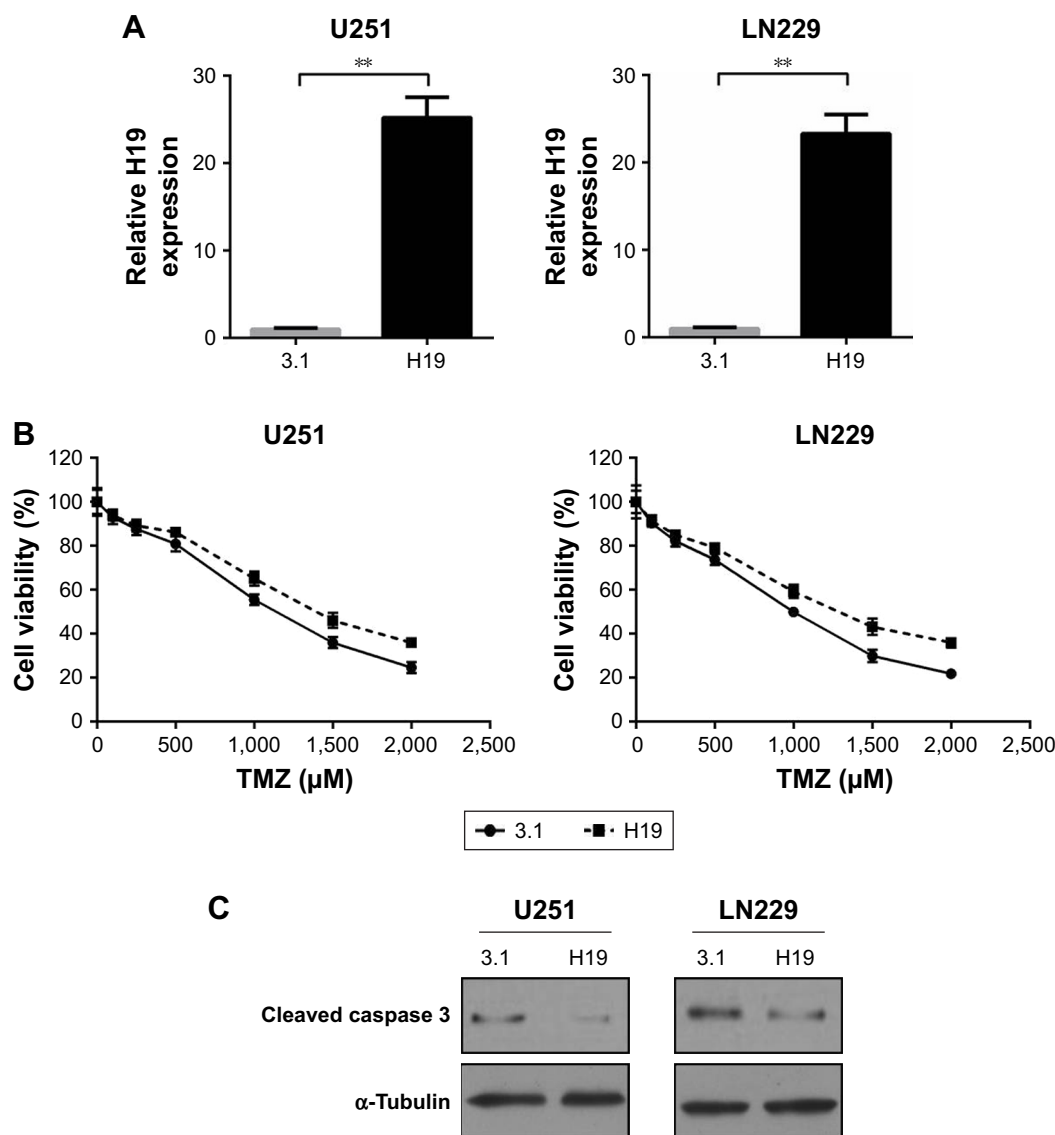 A
U251
LN229
Relative H19
expression
30
20
10
0
**
3.1
H19
Relative H19
expression
30
20
10
0
**
3.1
H19
B
U251
LN229
Cell viability (%)
120
100
80
60
40
20
0
0
500
1,000
1,500
2,000
2,500
TMZ (µM)
Cell viability (%)
120
100
80
60
40
20
0
0
500
1,000
1,500
2,000
2,500
TMZ (µM)
3.1
H19
C
U251
LN229
3.1
H19
3.1
H19
Cleaved caspase 3
α-Tubulin